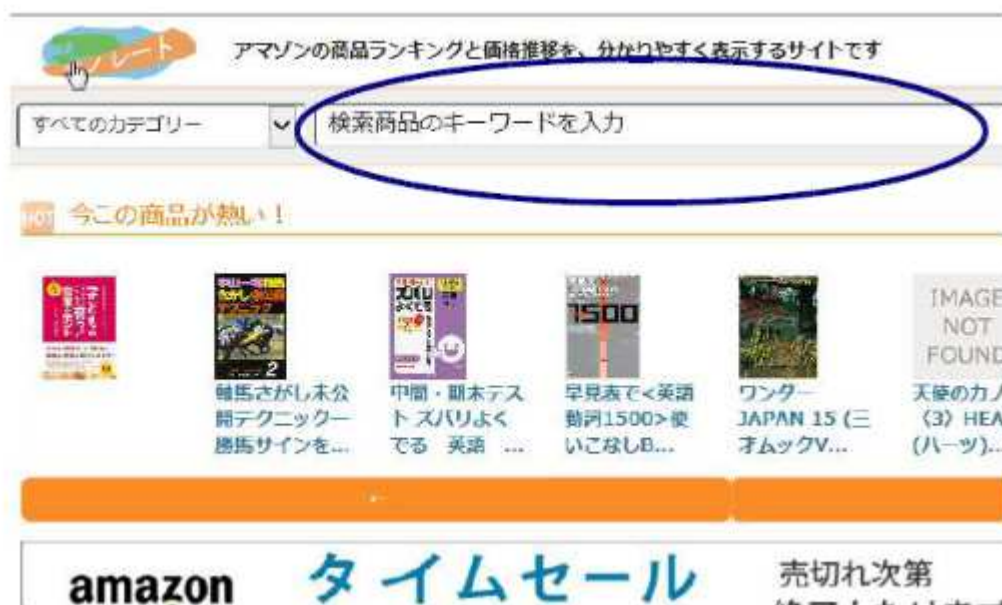 レート
アマゾンの商品ランキングと価格推移を、分かりやすく表示するサイトです
すべてのカテゴリー
検索商品のキーワードを入力
HOT 今この商品が熱い!
1500
2
軸馬さがし未公
開テクニック―
勝馬サインを...
中間・期末テス
ト ズバリよく
でる 英語 ...
早見表で<英語
動詞1500>使
いこなしB...
ワンダー
JAPAN 15 (三
才ムックV...
IMAGE
NOT
FOUND
天使のカノ
(3) HEA
(ハーツ)...
amazon
タイムセール
売切れ次第